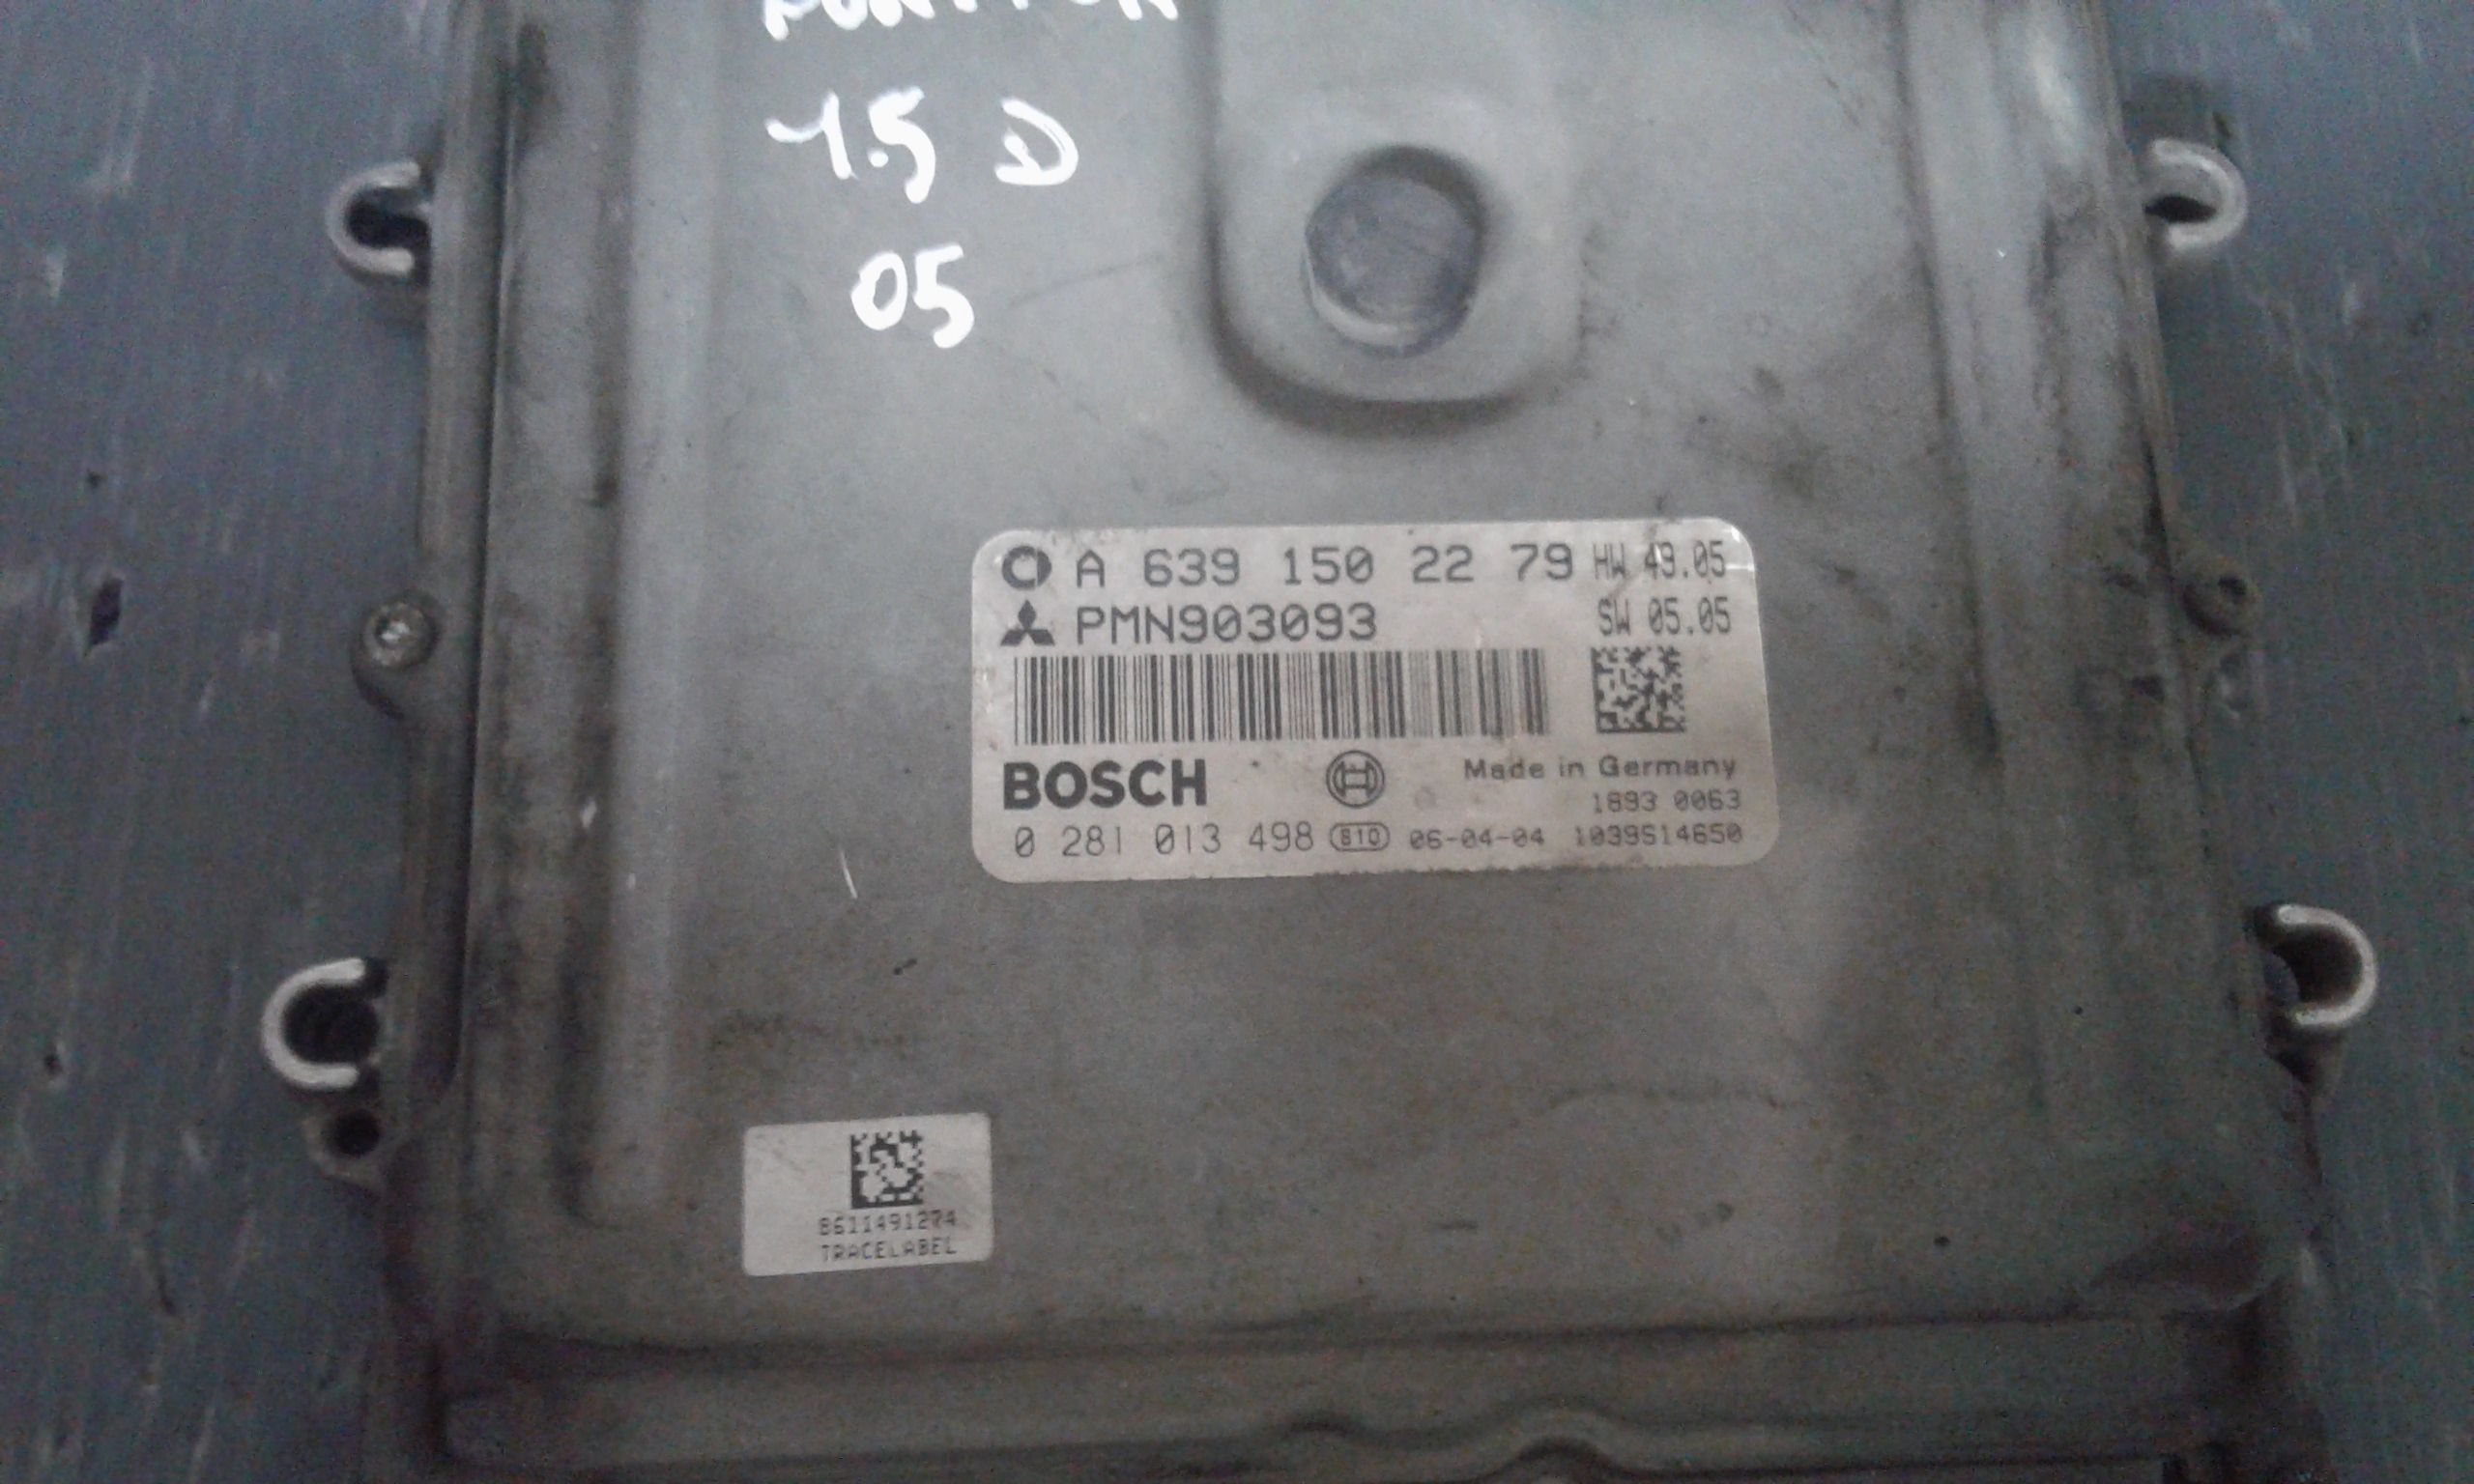 1.5 D
05
A 639 150 22 79 HW 49.05
PMN903093 SW 05.05
BOSCH Made in Germany
1893 0063
0 281 013 498 B10 06-04-04 1039S14650
8611491274
TRACELABEL